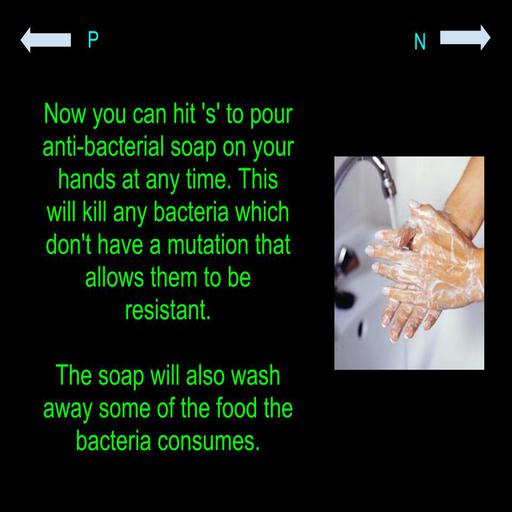 P
N
Now you can hit 's' to pour
anti-bacterial soap on your
hands at any time. This
will kill any bacteria which
don't have a mutation that
allows them to be
resistant.
The soap will also wash
away some of the food the
bacteria consumes.